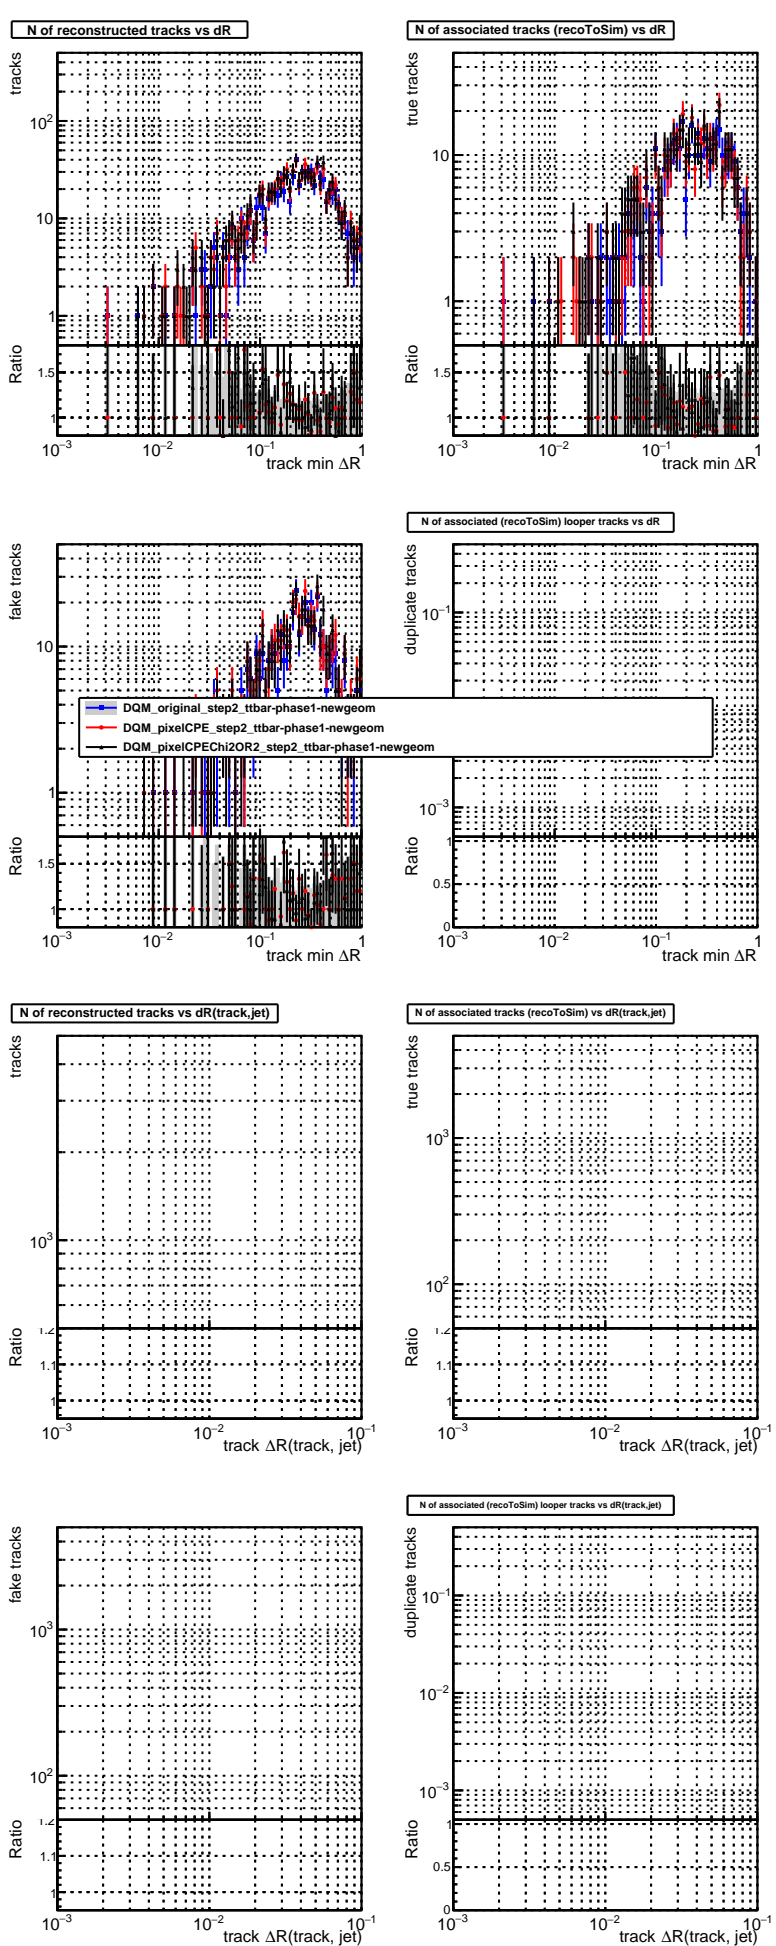 N of reconstructed tracks vs dR
tracks
10²
10
1
Ratio
1.5
1
10⁻³ 10⁻² 10⁻¹ 1
track min ΔR
N of associated tracks (recoToSim) vs dR
true tracks
10
1
Ratio
1.5
1
10⁻³ 10⁻² 10⁻¹ 1
track min ΔR
fake tracks
10
1
Ratio
1.5
1
10⁻³ 10⁻² 10⁻¹ 1
track min ΔR
N of associated (recoToSim) looper tracks vs dR
duplicate tracks
10⁻¹
10⁻³
Ratio
1
0.5
0
10⁻³ 10⁻² 10⁻¹ 1
track min ΔR
DQM_original_step2_ttbar-phase1-newgeom
DQM_pixelCPE_step2_ttbar-phase1-newgeom
DQM_pixelCPEChi2OR2_step2_ttbar-phase1-newgeom
N of reconstructed tracks vs dR(track,jet)
tracks
10³
Ratio
1.2
1.1
1
10⁻³ 10⁻² 10⁻¹
track ΔR(track, jet)
N of associated tracks (recoToSim) vs dR(track,jet)
true tracks
10³
10²
Ratio
1.2
1.1
1
10⁻³ 10⁻² 10⁻¹
track ΔR(track, jet)
fake tracks
10³
10²
Ratio
1.2
1.1
1
10⁻³ 10⁻² 10⁻¹
track ΔR(track, jet)
N of associated (recoToSim) looper tracks vs dR(track,jet)
duplicate tracks
10⁻¹
10⁻²
10⁻³
Ratio
1
0.5
0
10⁻³ 10⁻² 10⁻¹
track ΔR(track, jet)